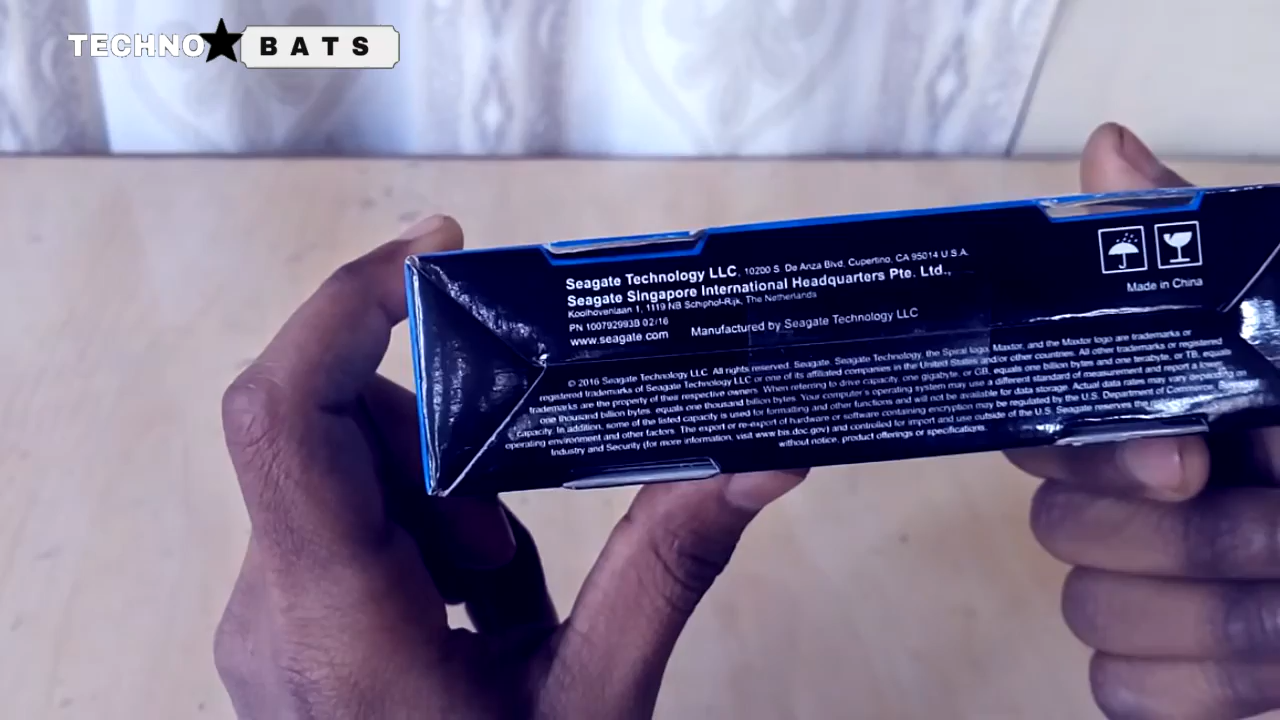 TECHNO★BATS
Seagate Technology LLC, 10200 S. De Anza Blvd, Cupertino, CA 95014 U.S.A.
Seagate Singapore International Headquarters Pte. Ltd.,
Koolhovenlaan 1, 1119 NB Schiphol-Rijk, The Netherlands
PN 100792993B 02/16
www.seagate.com
Manufactured by Seagate Technology LLC
Made in China
© 2016 Seagate Technology LLC. All rights reserved. Seagate, Seagate Technology, the Spiral logo, Maxtor, and the Maxtor logo are trademarks or
registered trademarks of Seagate Technology LLC or one of its affiliated companies in the United States and/or other countries. All other trademarks or registered
trademarks are the property of their respective owners. When referring to drive capacity, one gigabyte, or GB, equals one billion bytes and one terabyte, or TB, equals
one thousand billion bytes. equals one thousand billion bytes. Your computer's operating system may use a different standard of measurement and report a lower
capacity. In addition, some of the listed capacity is used for formatting and other functions and will not be available for data storage. Actual data rates may vary depending on
operating environment and other factors. The export or re-export of hardware or software containing encryption may be regulated by the U.S. Department of Commerce,
Industry and Security (for more information, visit www.bis.doc.gov) and controlled for import and use outside of the U.S. Seagate reserves the right
without notice, product offerings or specifications.